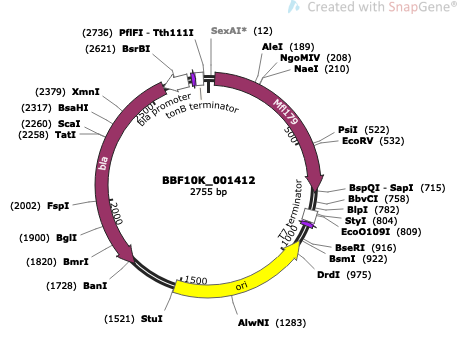 Created with SnapGene®
(2736) PflFI - Tth111I
SexAI* (12)
(2621) BsrBI
AleI (189)
NgoMIV (208)
NaeI (210)
(2379) XmnI
(2317) BsaHI
(2260) ScaI
(2258) TatI
2500
bla promoter
tonB terminator
Mfl179
500
PsiI (522)
EcoRV (532)
bla
BBF10K_001412
2755 bp
BspQI - SapI (715)
BbvCI (758)
BlpI (782)
StyI (804)
EcoO109I (809)
T7 terminator
(2002) FspI
2000
1000
BseRI (916)
BsmI (922)
DrdI (975)
(1900) BglI
(1820) BmrI
(1728) BanI
1500
ori
(1521) StuI
AlwNI (1283)